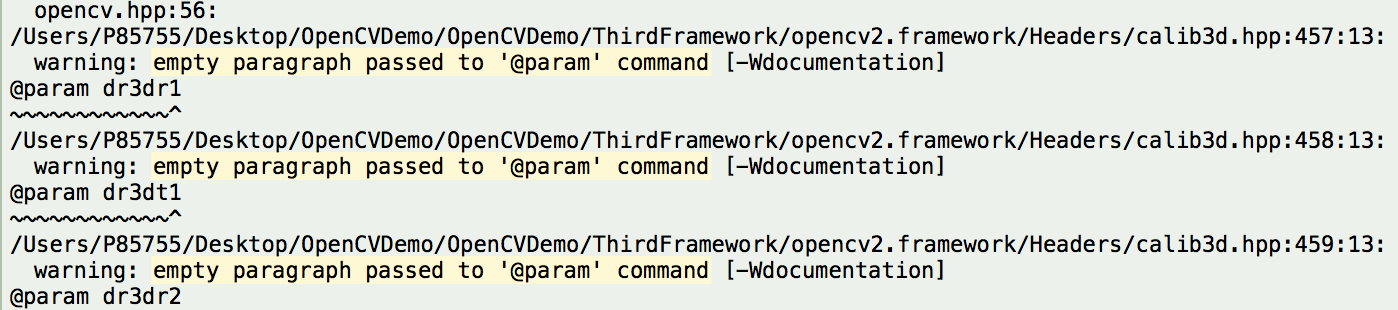 opencv.hpp:56:
/Users/P85755/Desktop/OpenCVDemo/OpenCVDemo/ThirdFramework/opencv2.framework/Headers/calib3d.hpp:457:13:
warning: empty paragraph passed to '@param' command [-Wdocumentation]
@param dr3dr1
~~~~~~~~~~~~^
/Users/P85755/Desktop/OpenCVDemo/OpenCVDemo/ThirdFramework/opencv2.framework/Headers/calib3d.hpp:458:13:
warning: empty paragraph passed to '@param' command [-Wdocumentation]
@param dr3dt1
~~~~~~~~~~~~^
/Users/P85755/Desktop/OpenCVDemo/OpenCVDemo/ThirdFramework/opencv2.framework/Headers/calib3d.hpp:459:13:
warning: empty paragraph passed to '@param' command [-Wdocumentation]
@param dr3dr2